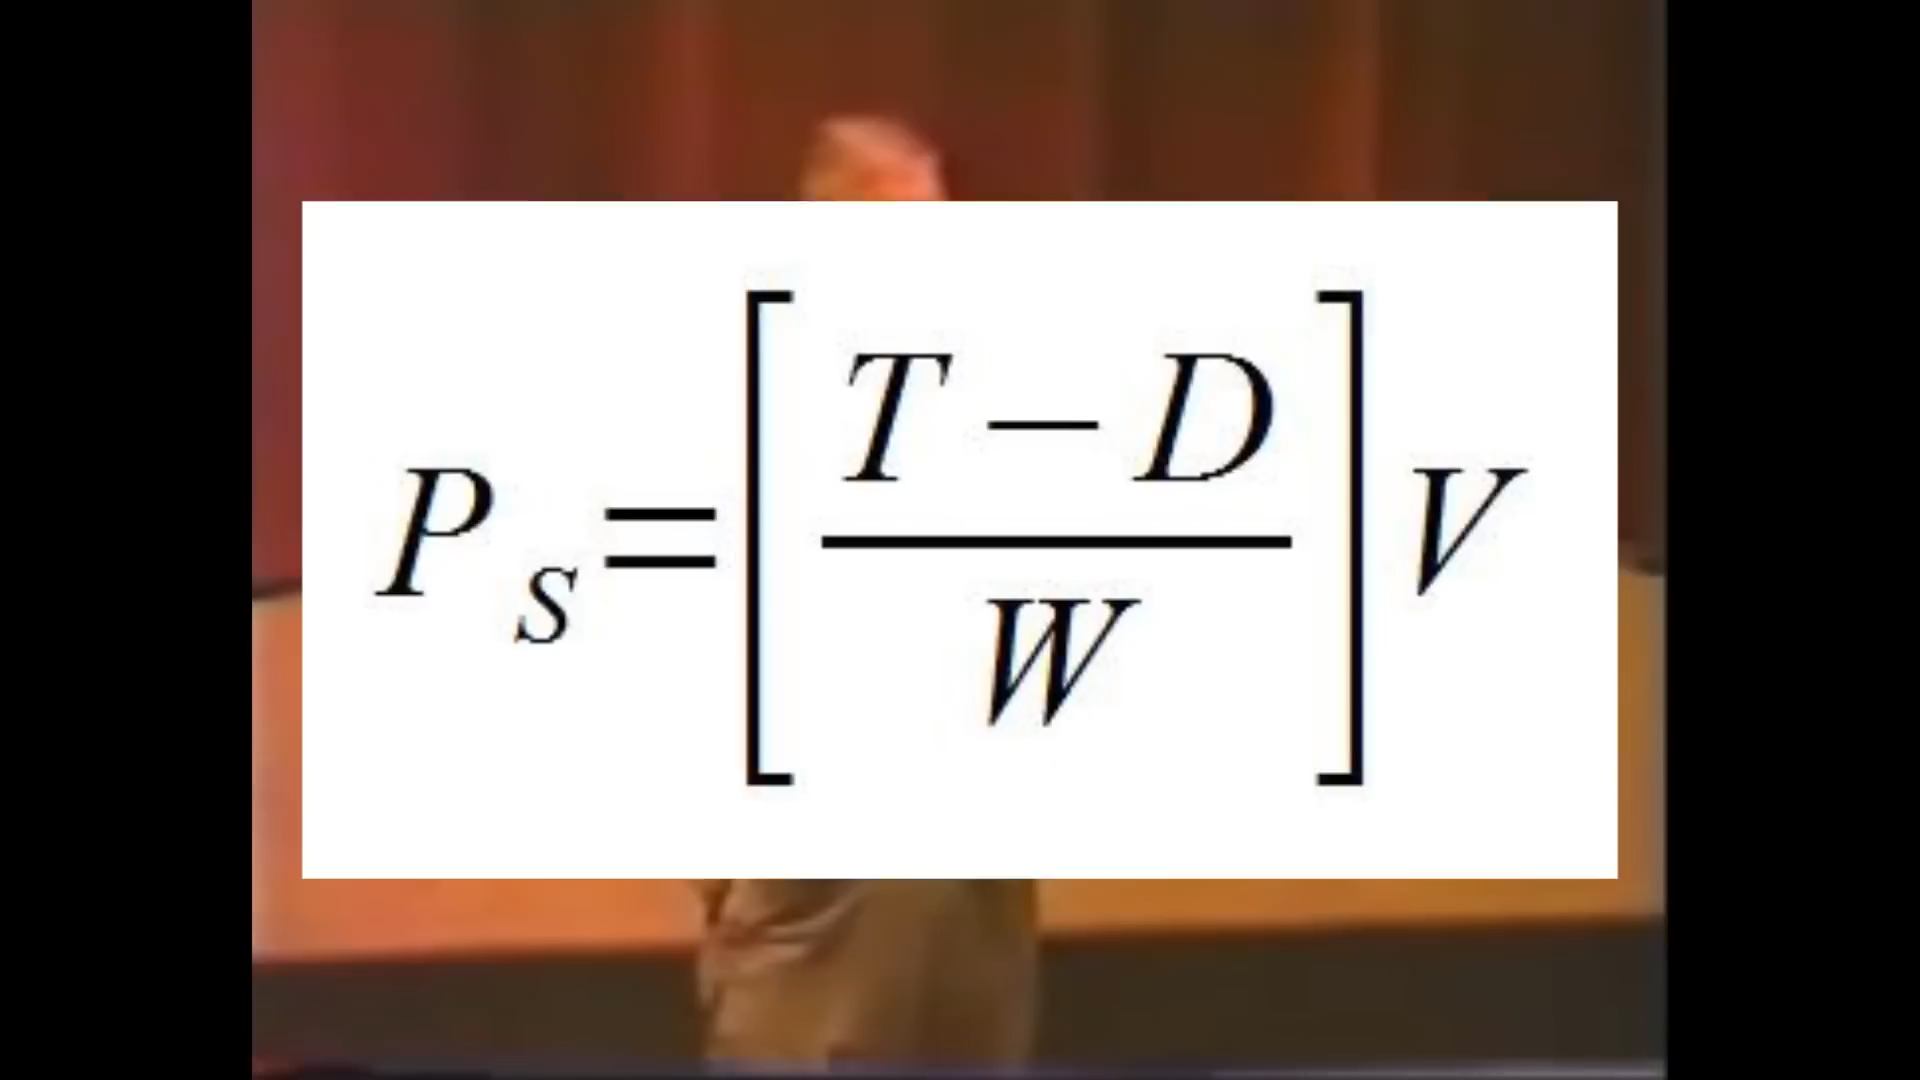 P_S = [ (T – D) / W ] V